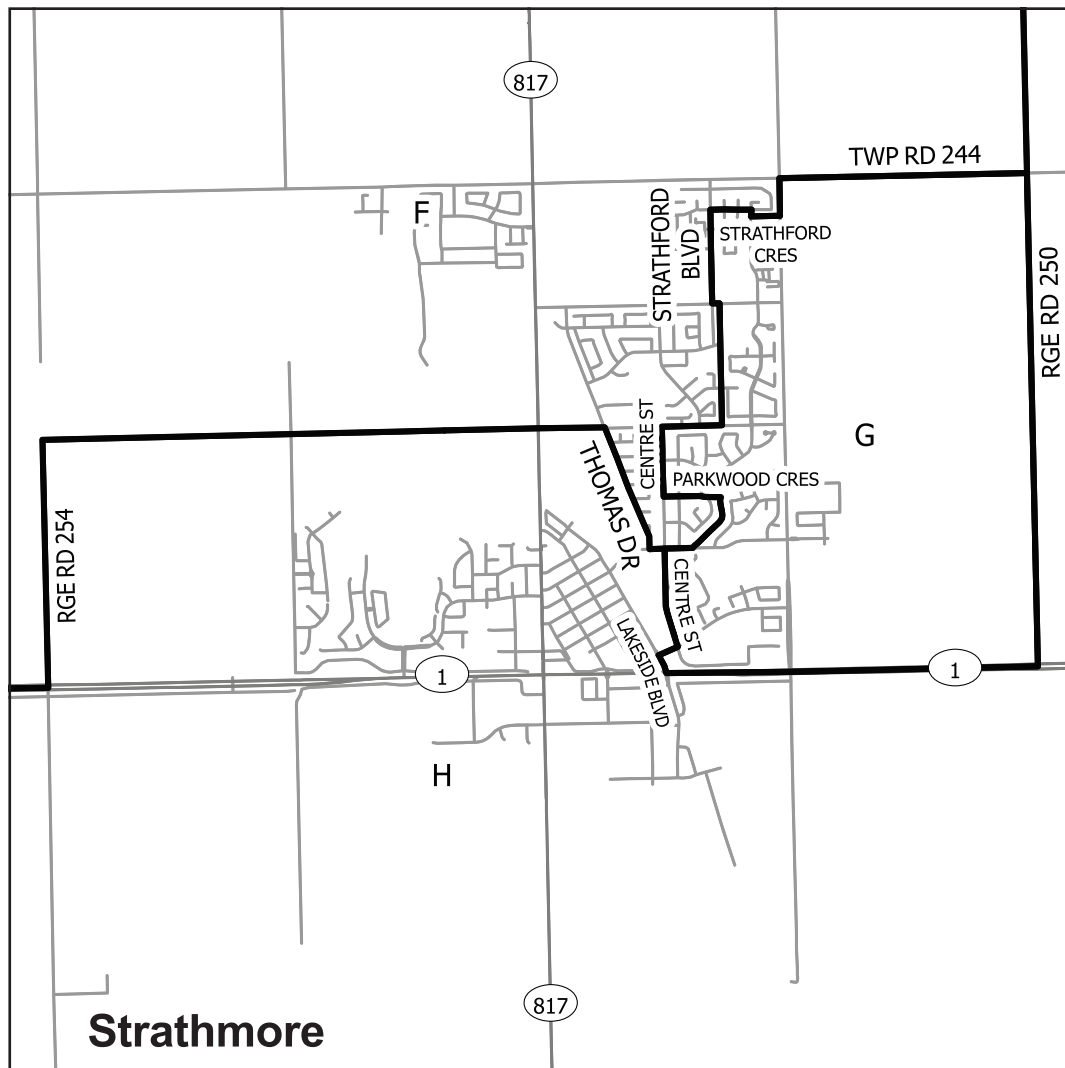 817
TWP RD 244
F
STRATHFORD
BLVD
STRATHFORD
CRES
RGE RD 250
CENTRE ST
G
THOMAS DR
PARKWOOD CRES
RGE RD 254
CENTRE ST
LAKESIDE BLVD
1
1
H
817
Strathmore